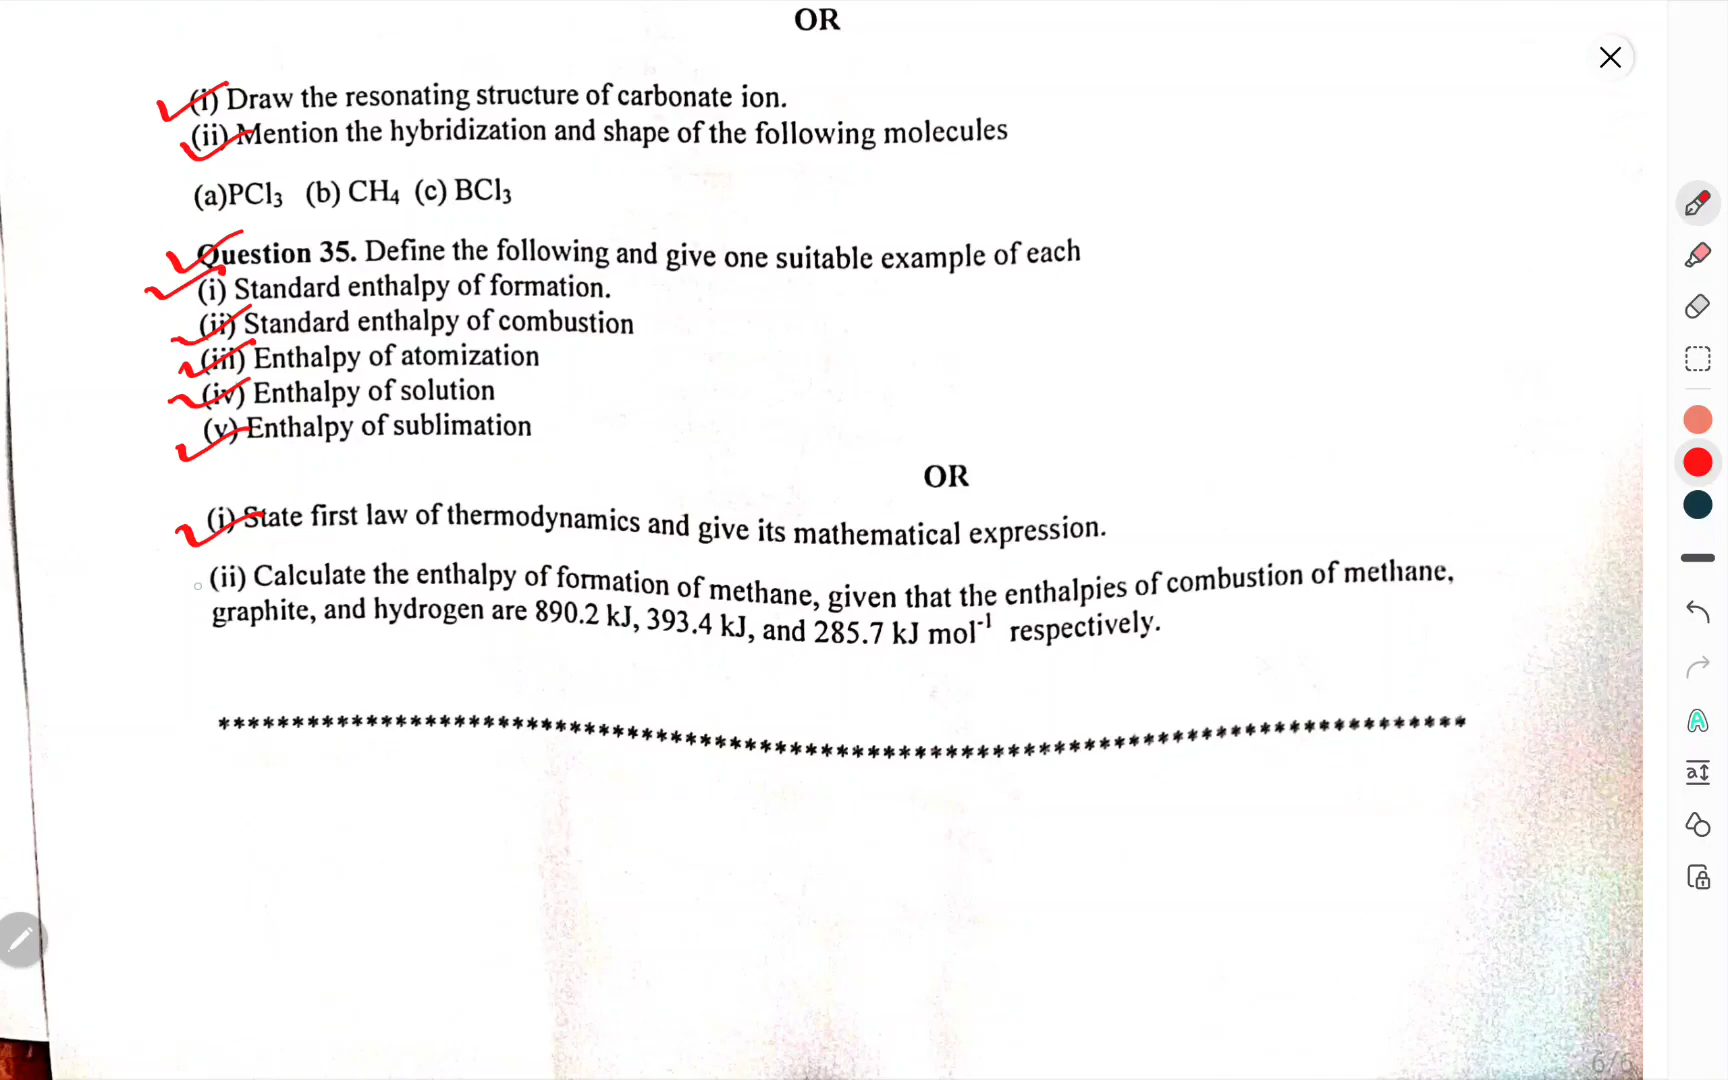 OR
(i) Draw the resonating structure of carbonate ion.
(ii) Mention the hybridization and shape of the following molecules
(a)PCl₃ (b) CH₄ (c) BCl₃
Question 35. Define the following and give one suitable example of each
(i) Standard enthalpy of formation.
(ii) Standard enthalpy of combustion
(iii) Enthalpy of atomization
(iv) Enthalpy of solution
(v) Enthalpy of sublimation
OR
(i) State first law of thermodynamics and give its mathematical expression.
(ii) Calculate the enthalpy of formation of methane, given that the enthalpies of combustion of methane,
graphite, and hydrogen are 890.2 kJ, 393.4 kJ, and 285.7 kJ mol⁻¹ respectively.
*************************************************************************************
6/6